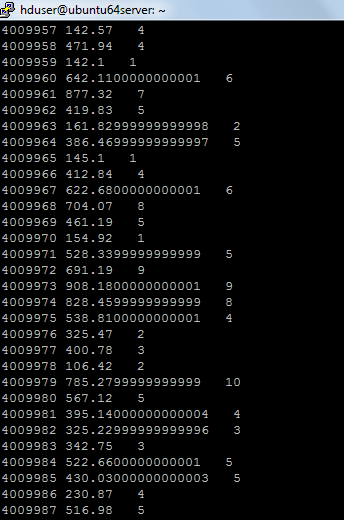 hduser@ubuntu64server: ~
4009957 142.57 4
4009958 471.94 4
4009959 142.1 1
4009960 642.1100000000001 6
4009961 877.32 7
4009962 419.83 5
4009963 161.82999999999998 2
4009964 386.46999999999997 5
4009965 145.1 1
4009966 412.84 4
4009967 622.6800000000001 6
4009968 704.07 8
4009969 461.19 5
4009970 154.92 1
4009971 528.3399999999999 5
4009972 691.19 9
4009973 908.1800000000001 9
4009974 828.4599999999999 8
4009975 538.8100000000001 4
4009976 325.47 2
4009977 400.78 3
4009978 106.42 2
4009979 785.2799999999999 10
4009980 567.12 5
4009981 395.14000000000004 4
4009982 325.22999999999996 3
4009983 342.75 3
4009984 522.6600000000001 5
4009985 430.03000000000003 5
4009986 230.87 4
4009987 516.98 5